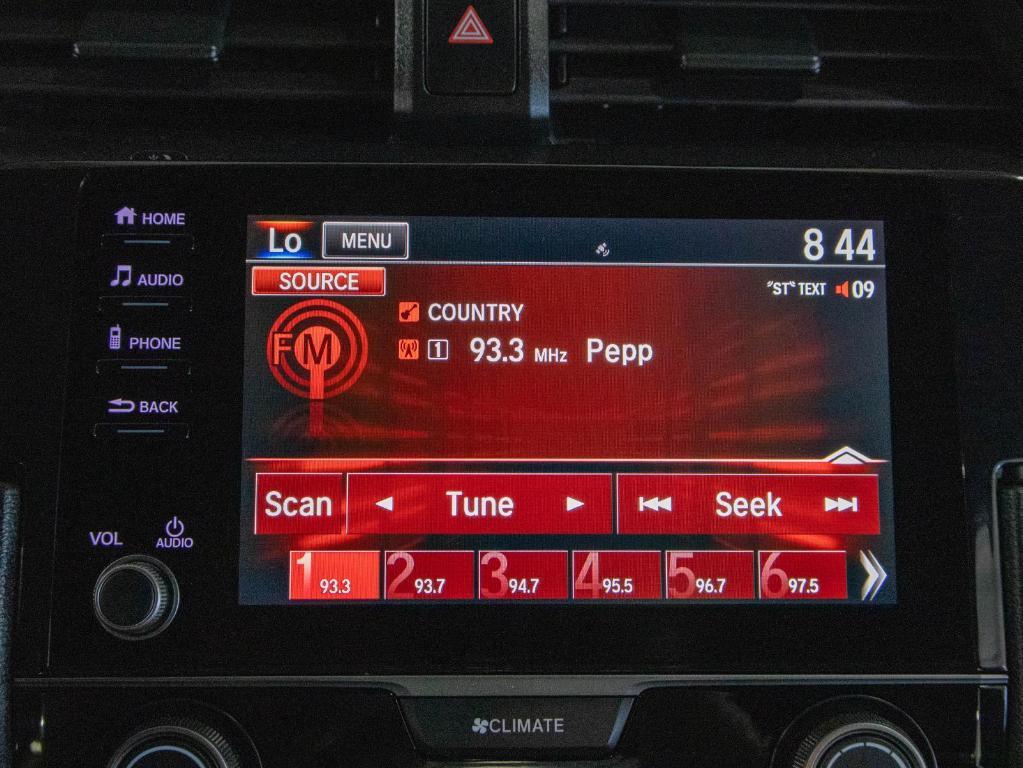 HOME
AUDIO
PHONE
BACK
VOL
AUDIO
Lo MENU 8 44
SOURCE "ST" TEXT 09
FM
COUNTRY
1 93.3 MHz Pepp
Scan Tune Seek
1 93.3 2 93.7 3 94.7 4 95.5 5 96.7 6 97.5
CLIMATE